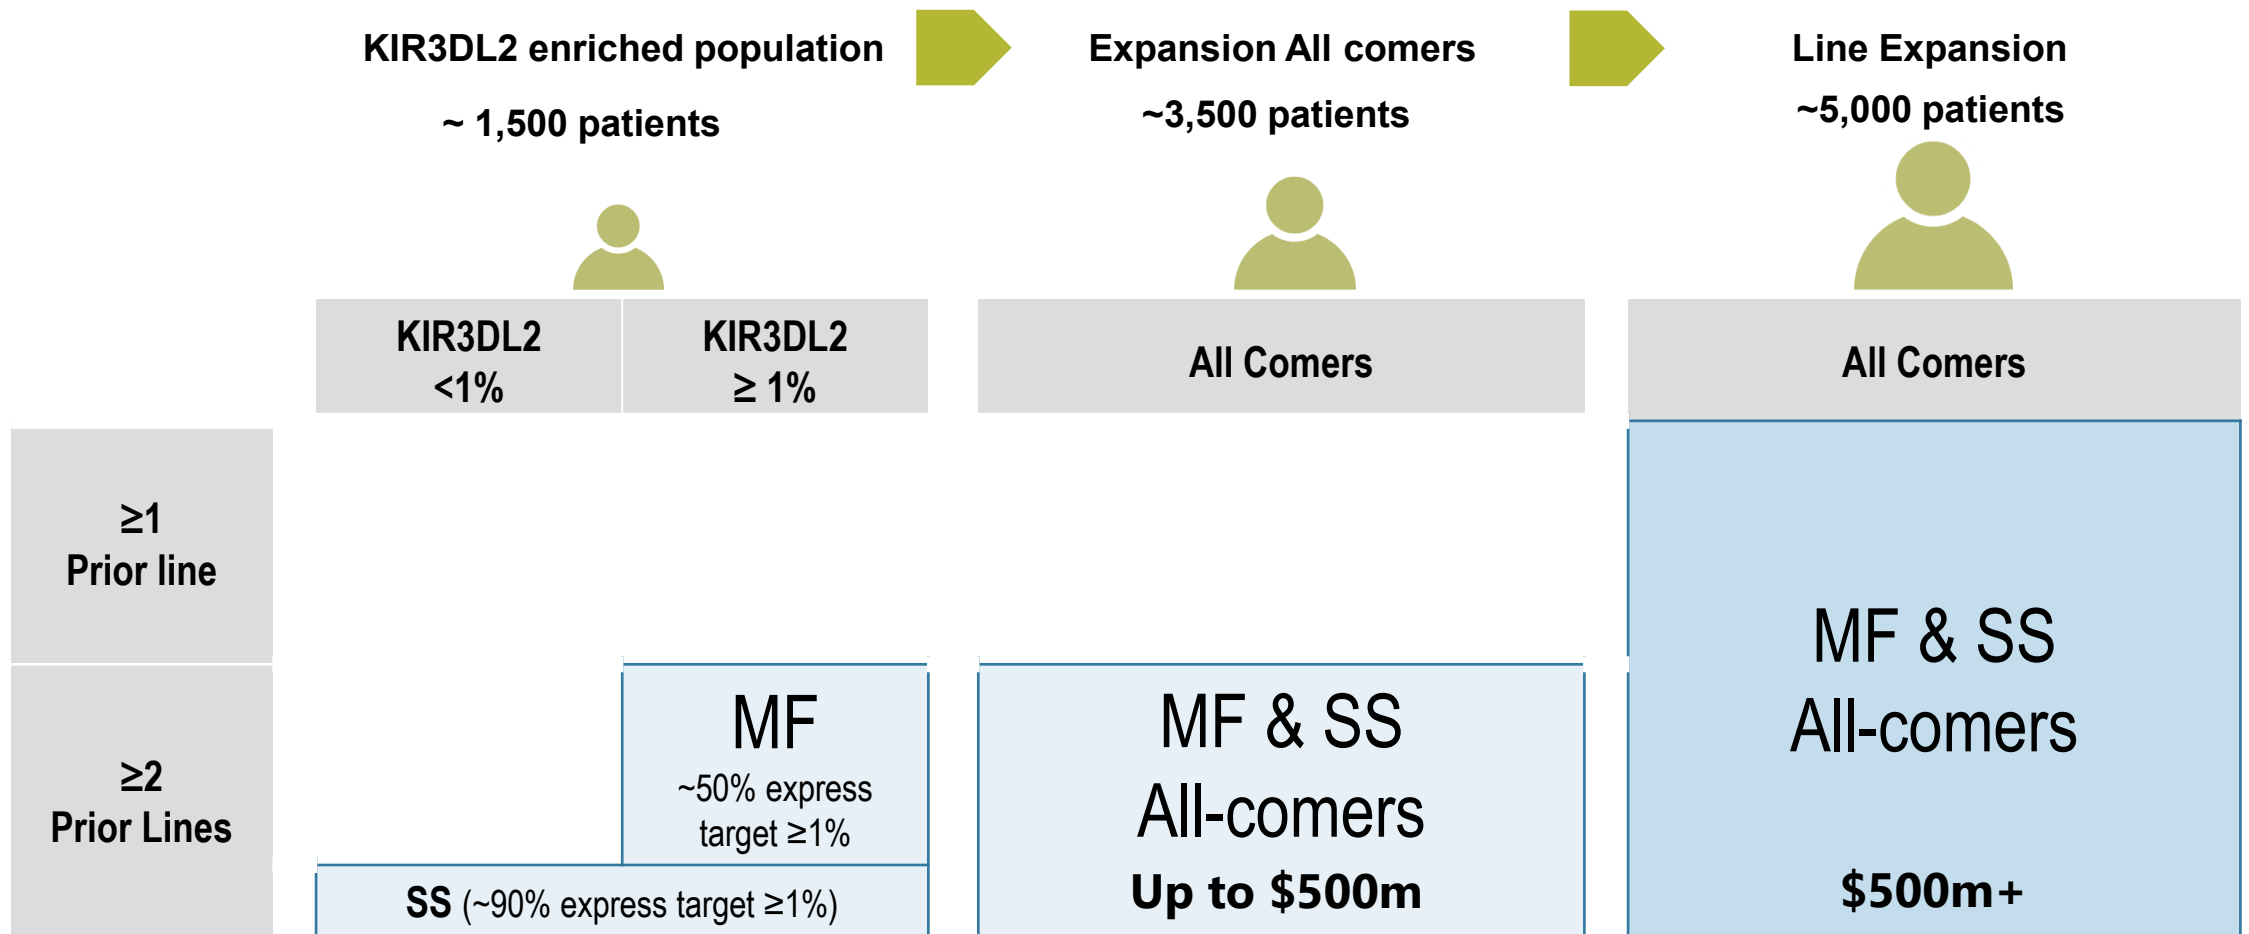 KIR3DL2 enriched population
~ 1,500 patients
Expansion All comers
~3,500 patients
Line Expansion
~5,000 patients
KIR3DL2
<1%
KIR3DL2
≥ 1%
All Comers
All Comers
≥1
Prior line
≥2
Prior Lines
MF
~50% express
target ≥1%
SS (~90% express target ≥1%)
MF & SS
All-comers
Up to $500m
MF & SS
All-comers
$500m+